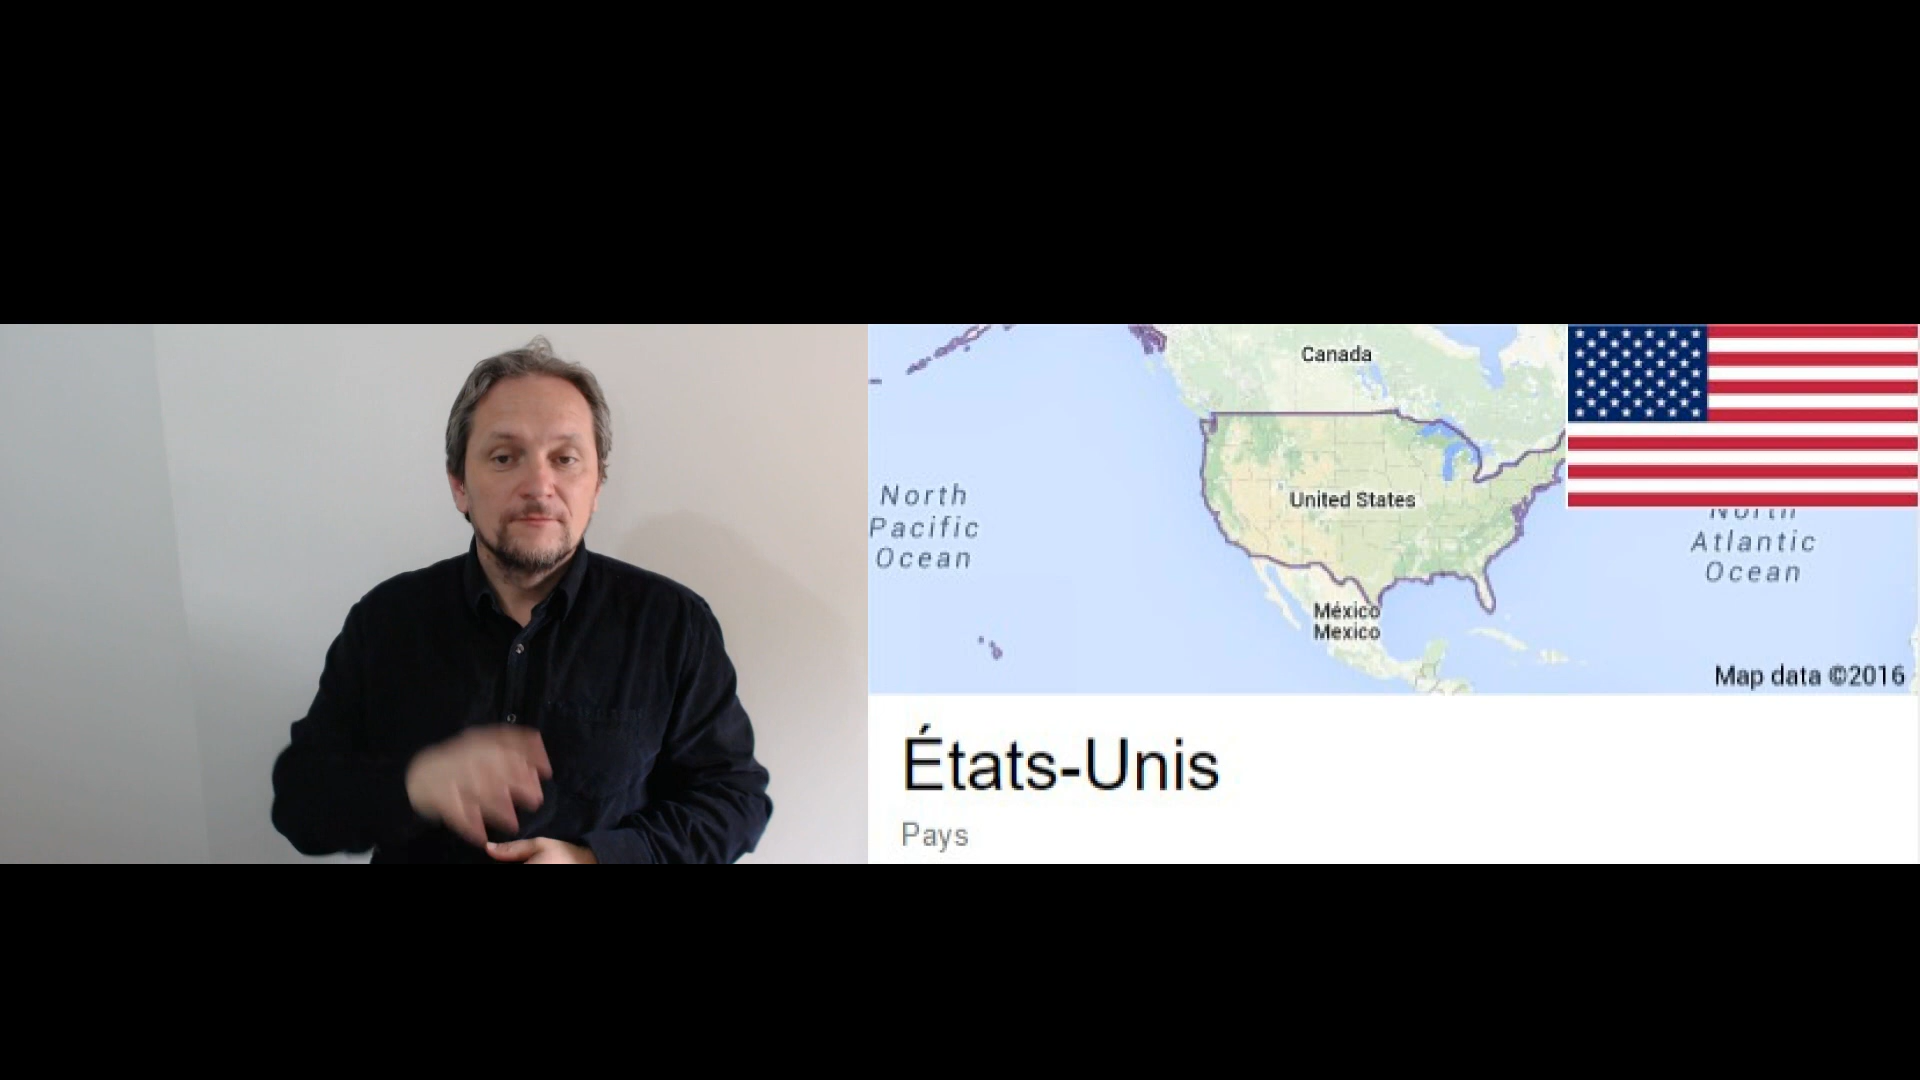 Canada
North
Pacific
Ocean
United States
North
Atlantic
Ocean
México
Mexico
Map data ©2016
États-Unis
Pays